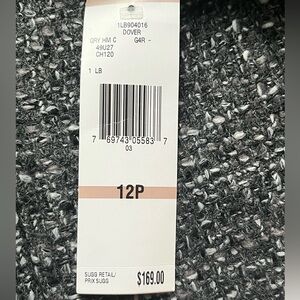 1LB904016
DOVER
GRY HM C G4R -
49U27
CH120
1 LB
7 69743 05583 7
03
12P
SUGG RETAIL/
PRIX SUGG
$169.00